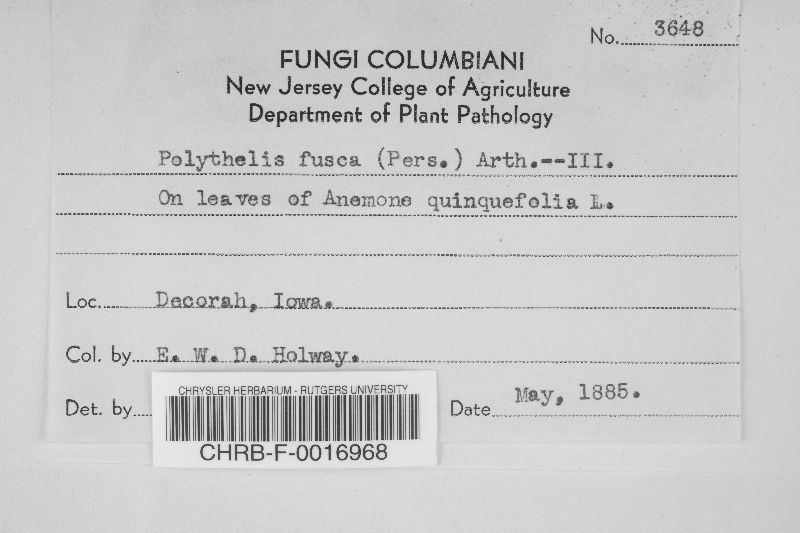 No. 3648
FUNGI COLUMBIANI
New Jersey College of Agriculture
Department of Plant Pathology
Polythelis fusca (Pers.) Arth.--III.
On leaves of Anemone quinquefolia L.
Loc. Decorah, Iowa.
Col. by E. W. D. Holway.
Det. by
CHRYSLER HERBARIUM - RUTGERS UNIVERSITY
CHRB-F-0016968
Date May, 1885.